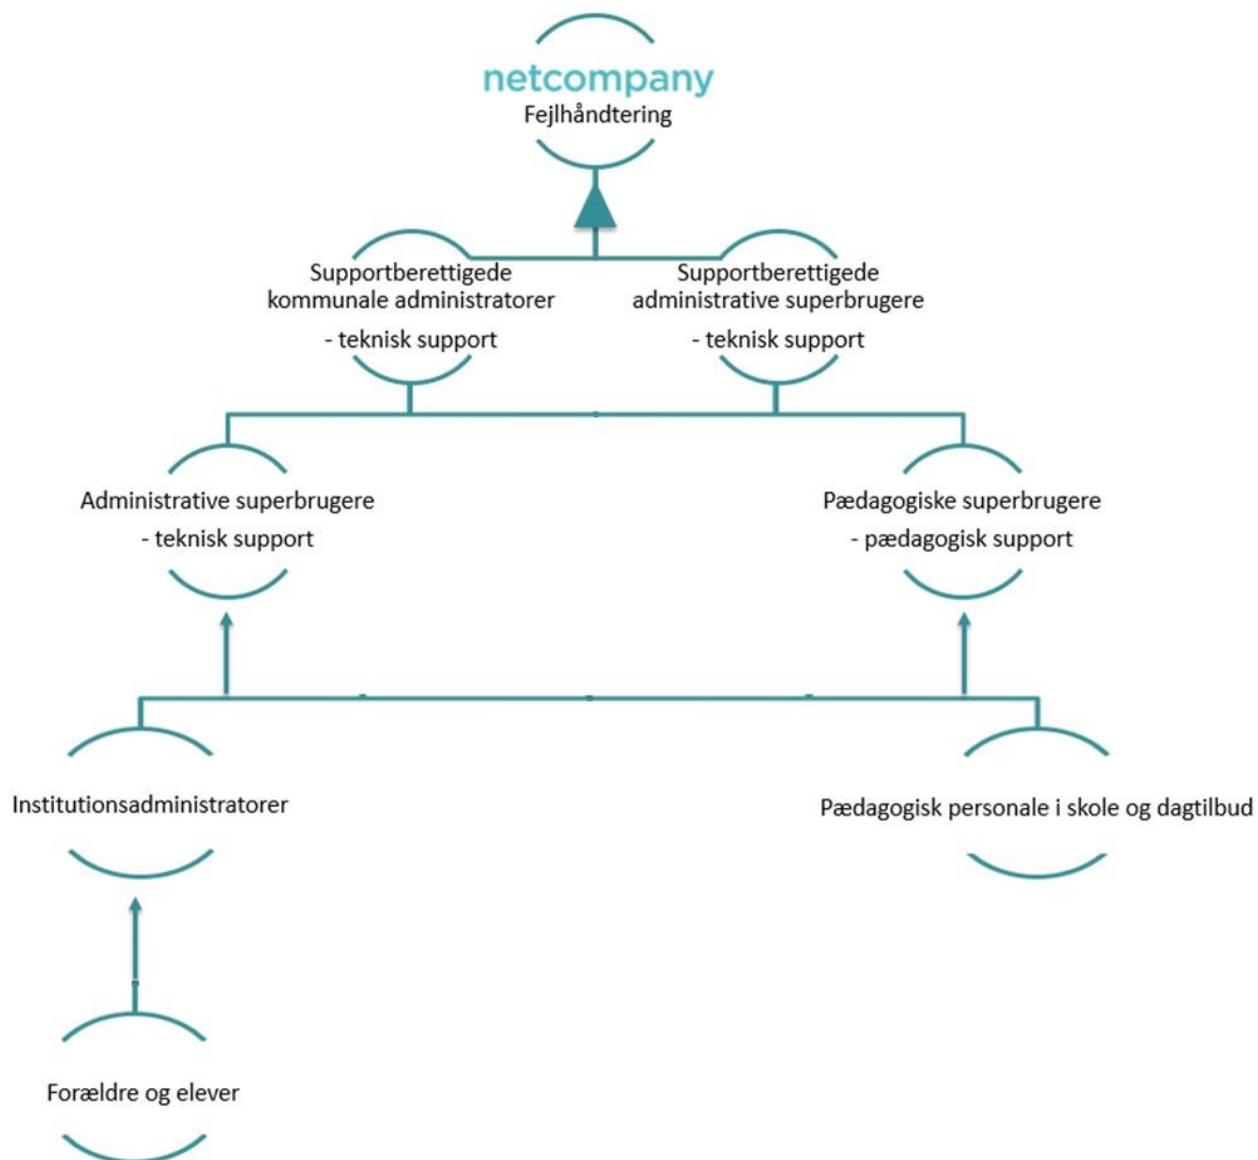 netcompany
Fejlhåndtering
Supportberettigede
kommunale administratorer
- teknisk support
Supportberettigede
administrative superbrugere
- teknisk support
Administrative superbrugere
- teknisk support
Pædagogiske superbrugere
- pædagogisk support
Institutionsadministratorer
Pædagogisk personale i skole og dagtilbud
Forældre og elever